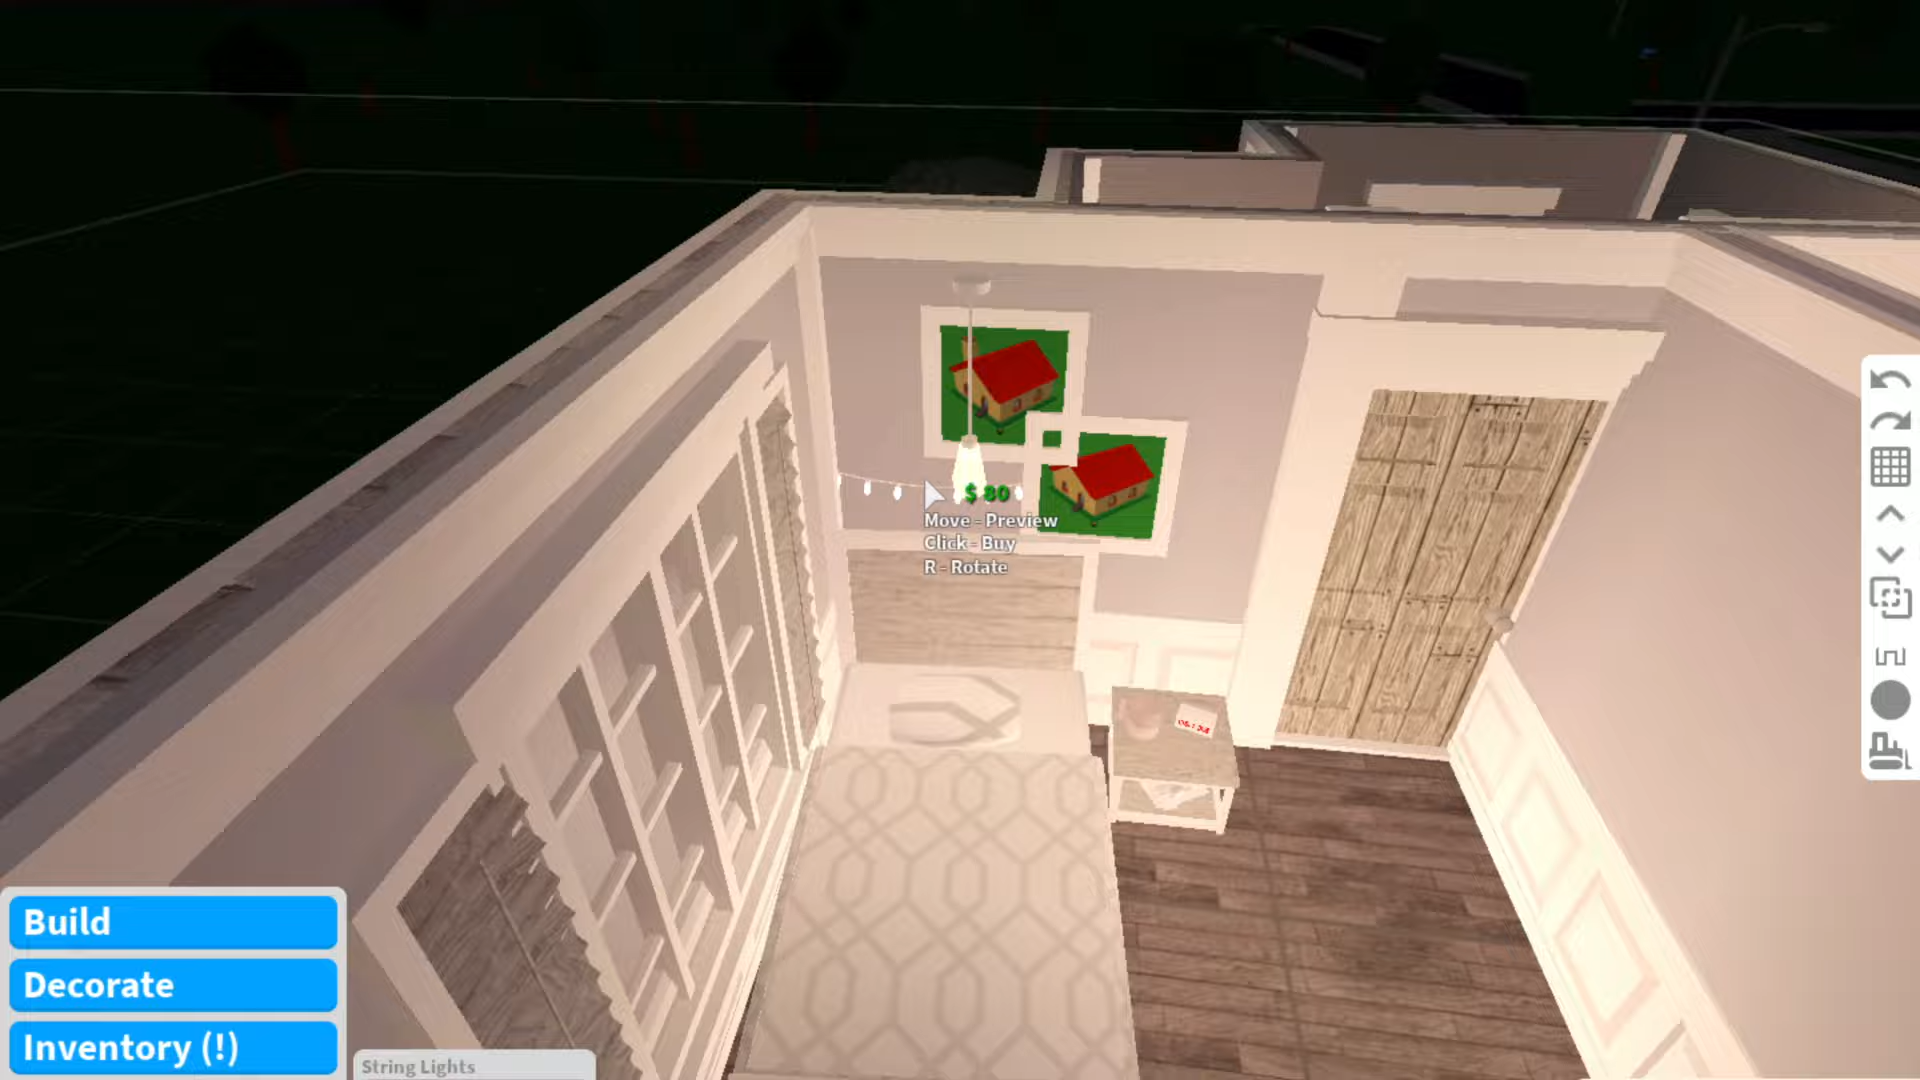 $ 80
Move - Preview
Click - Buy
R - Rotate
Build
Decorate
Inventory (!)
String Lights